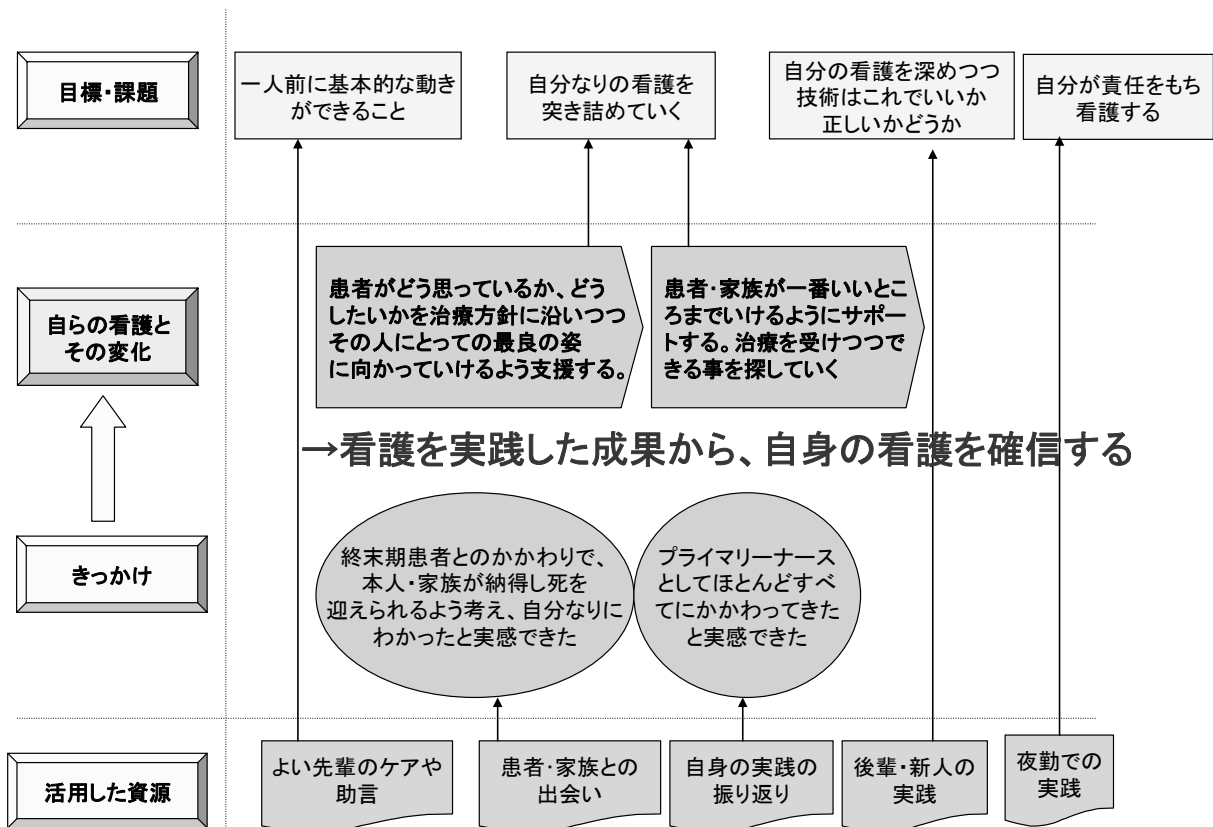 目標・課題
一人前に基本的な動き
ができること
自分なりの看護を
突き詰めていく
自分の看護を深めつつ
技術はこれでいいか
正しいかどうか
自分が責任をもち
看護する
自らの看護と
その変化
患者がどう思っているか、どう
したいかを治療方針に沿いつつ
その人にとっての最良の姿
に向かっていけるよう支援する。
患者・家族が一番いいとこ
ろまでいけるようにサポー
トする。治療を受けつつで
きる事を探していく
→看護を実践した成果から、自身の看護を確信する
きっかけ
終末期患者とのかかわりで、
本人・家族が納得し死を
迎えられるよう考え、自分なりに
わかったと実感できた
プライマリーナース
としてほとんどすべ
てにかかわってきた
と実感できた
活用した資源
よい先輩のケアや
助言
患者・家族との
出会い
自身の実践の
振り返り
後輩・新人の
実践
夜勤での
実践